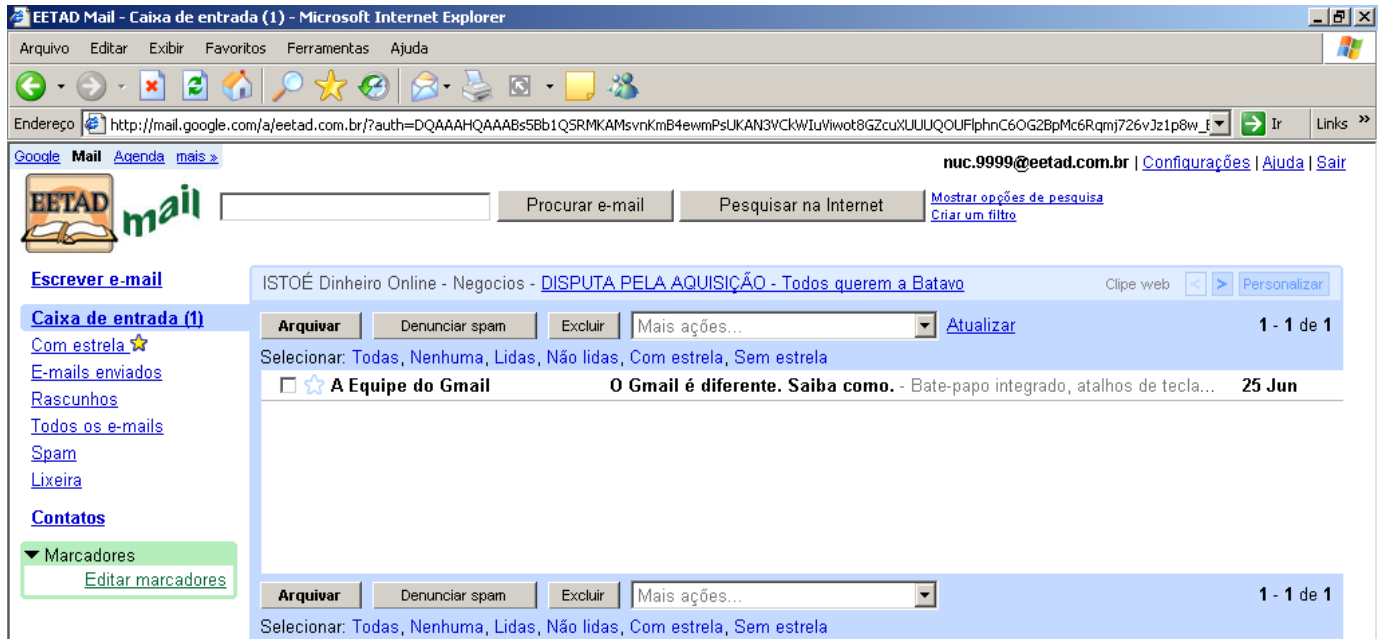 EETAD Mail - Caixa de entrada (1) - Microsoft Internet Explorer
Arquivo Editar Exibir Favoritos Ferramentas Ajuda
Endereço http://mail.google.com/a/eetad.com.br/?auth=
Ir Links »
Google Mail Agenda mais »
nuc.9999@eetad.com.br | Configurações | Ajuda | Sair
EETAD mail
Procurar e-mail Pesquisar na Internet Mostrar opções de pesquisa
Criar um filtro
Escrever e-mail
ISTOÉ Dinheiro Online - Negocios - DISPUTA PELA AQUISIÇÃO - Todos querem a Batavo Clipe web < > Personalizar
Caixa de entrada (1)
Com estrela
E-mails enviados
Rascunhos
Todos os e-mails
Spam
Lixeira
Contatos
Marcadores
Editar marcadores
Arquivar Denunciar spam Excluir Mais ações... Atualizar 1 - 1 de 1
Selecionar: Todas, Nenhuma, Lidas, Não lidas, Com estrela, Sem estrela
A Equipe do Gmail O Gmail é diferente. Saiba como. - Bate-papo integrado, atalhos de tecla... 25 Jun
Arquivar Denunciar spam Excluir Mais ações... 1 - 1 de 1
Selecionar: Todas, Nenhuma, Lidas, Não lidas, Com estrela, Sem estrela